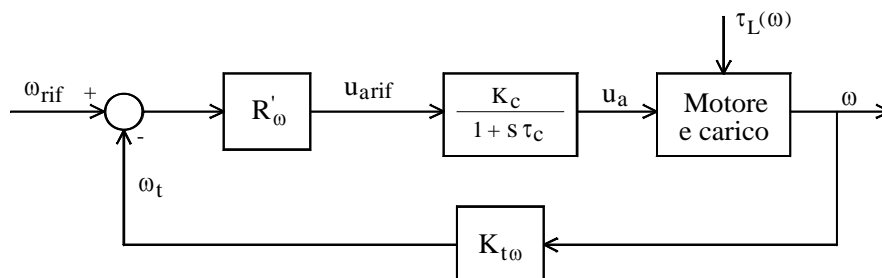 τL(ω)
ωrif
+
-
R'ω
uarif
Kc
1 + s τc
ua
Motore
e carico
ω
ωt
Ktω